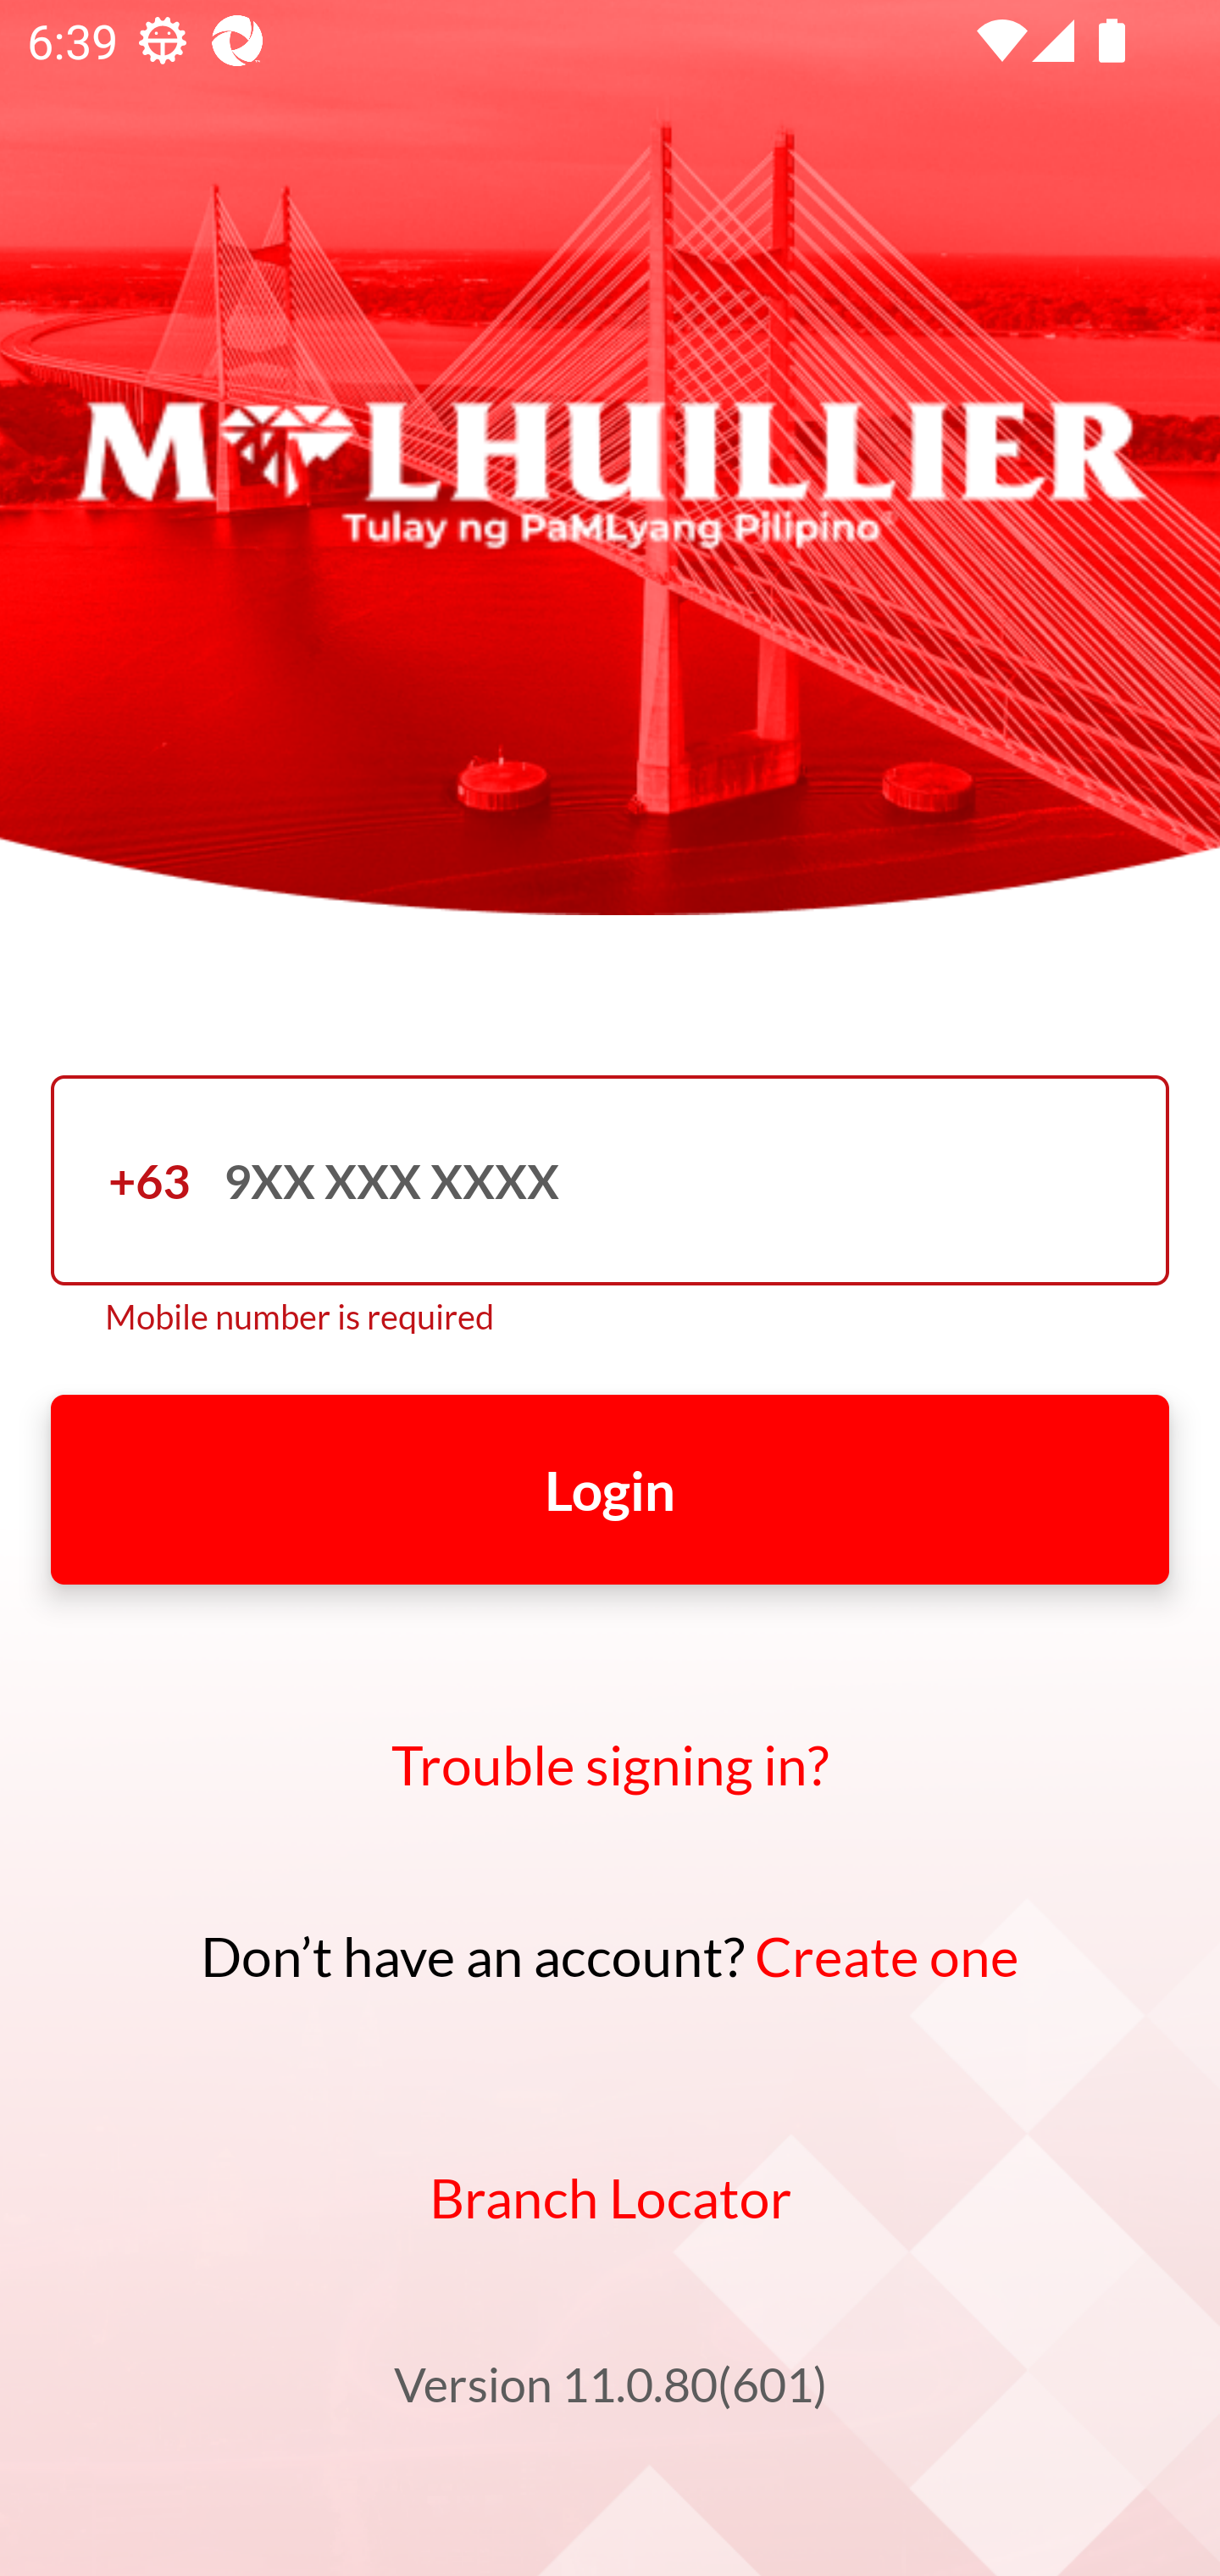 6:39
M LHUILLIER
Tulay ng PaMLyang Pilipino
+63 9XX XXX XXXX
Mobile number is required
Login
Trouble signing in?
Don’t have an account? Create one
Branch Locator
Version 11.0.80(601)